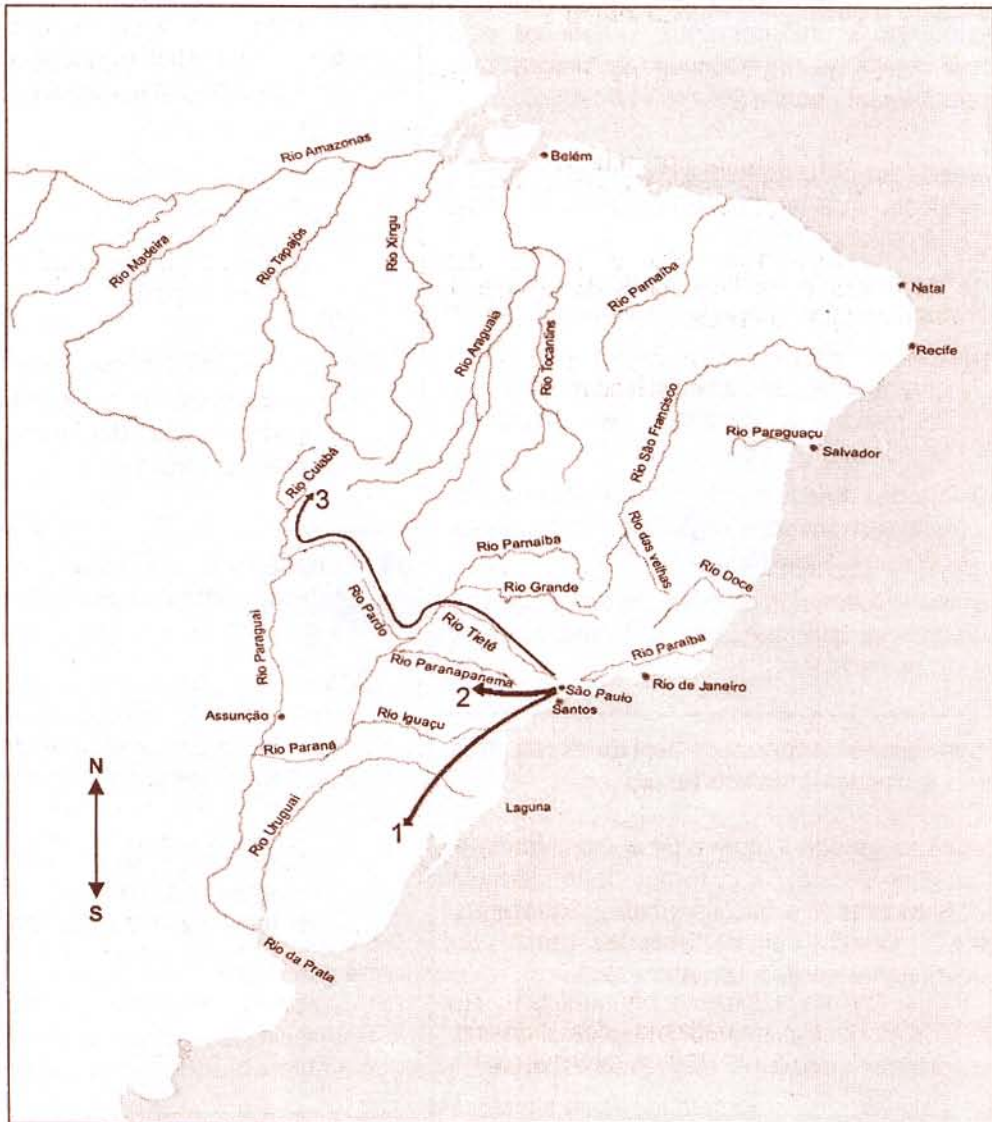 Rio Amazonas
Belém
Rio Madeira
Rio Tapajós
Rio Xingu
Rio Araguaia
Rio Tocantins
Rio Parnaíba
Natal
Recife
Rio São Francisco
Rio Paraguaçu
Salvador
Rio Cuiabá
3
Rio das velhas
Rio Parnaíba
Rio Doce
Rio Grande
Rio Pardo
Rio Tietê
Rio Paraíba
Rio Paraguai
Rio Paranapanema
São Paulo
Rio de Janeiro
2
Santos
Assunção
Rio Iguaçu
Rio Paraná
N
Rio Uruguai
Laguna
1
S
Rio da Prata